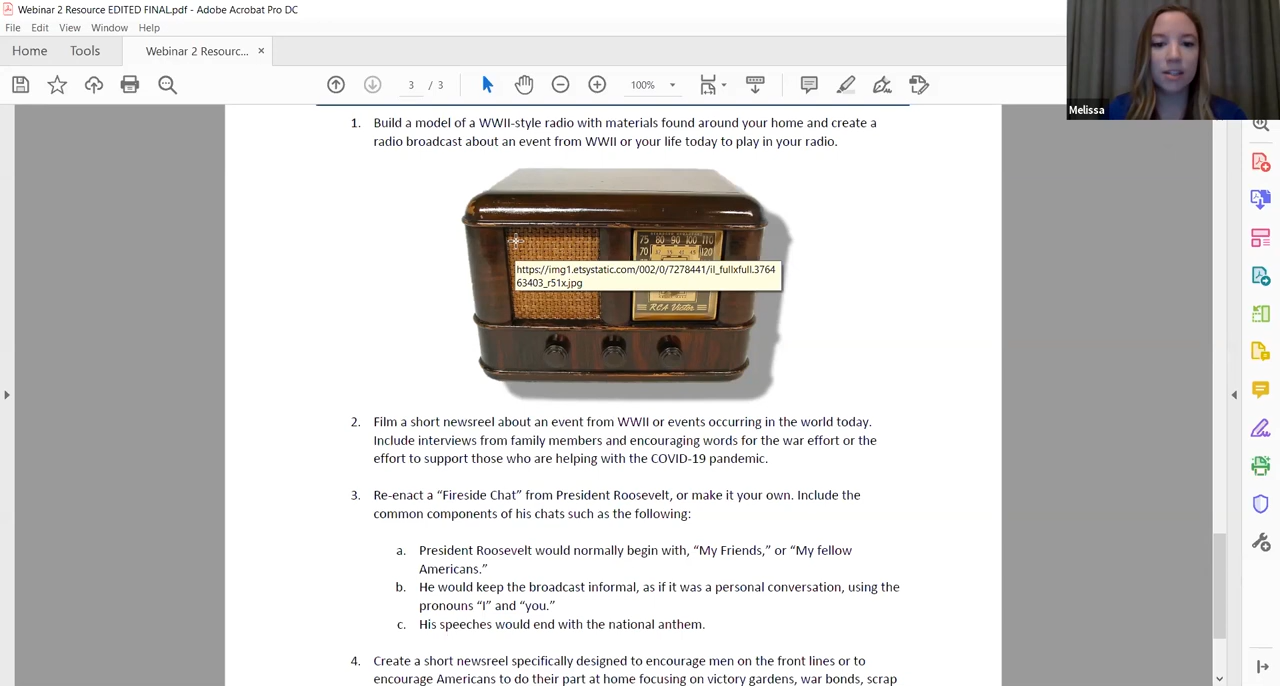 Webinar 2 Resource EDITED FINAL.pdf - Adobe Acrobat Pro DC
File Edit View Window Help
Home Tools Webinar 2 Resourc... ×
3 / 3 100%
Melissa
1. Build a model of a WWII-style radio with materials found around your home and create a
radio broadcast about an event from WWII or your life today to play in your radio.
75 80 90 100 110
70 120
https://img1.etsystatic.com/002/0/7278441/il_fullxfull.3764
63403_r51x.jpg
RCA Victor
2. Film a short newsreel about an event from WWII or events occurring in the world today.
Include interviews from family members and encouraging words for the war effort or the
effort to support those who are helping with the COVID-19 pandemic.
3. Re-enact a “Fireside Chat” from President Roosevelt, or make it your own. Include the
common components of his chats such as the following:
a. President Roosevelt would normally begin with, “My Friends,” or “My fellow
Americans.”
b. He would keep the broadcast informal, as if it was a personal conversation, using the
pronouns “I” and “you.”
c. His speeches would end with the national anthem.
4. Create a short newsreel specifically designed to encourage men on the front lines or to
encourage Americans to do their part at home focusing on victory gardens, war bonds, scrap